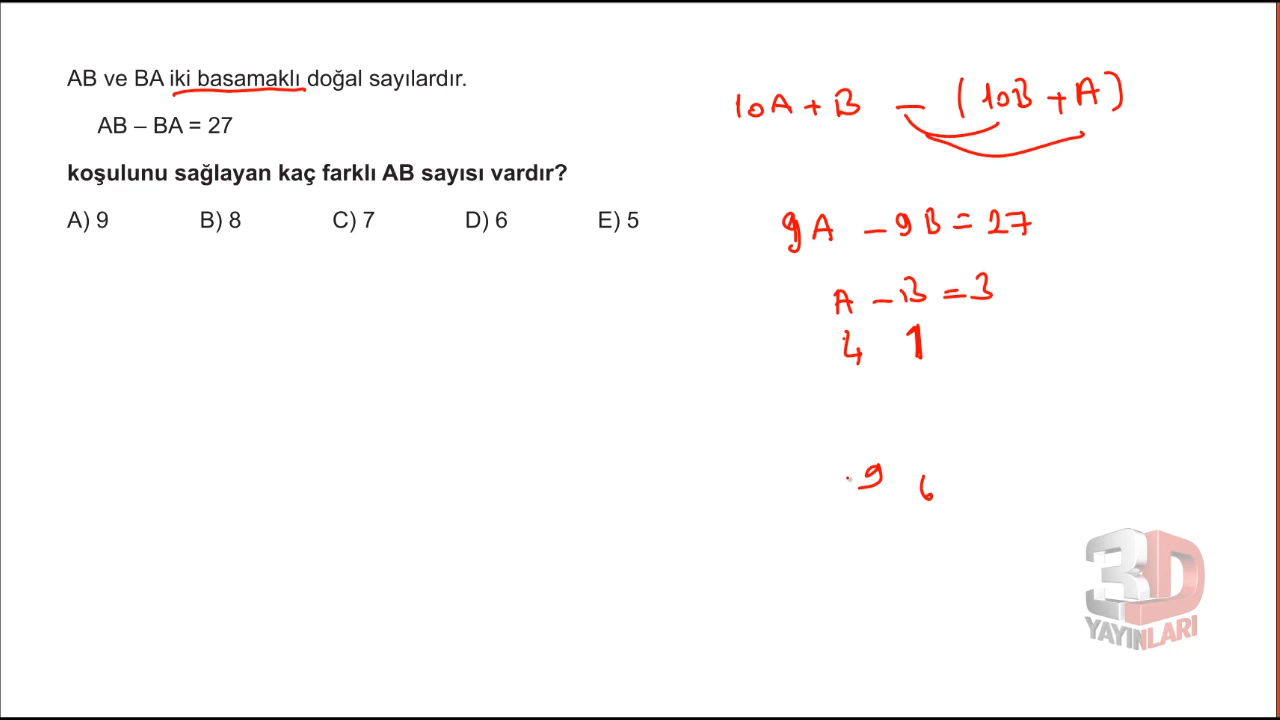 AB ve BA iki basamaklı doğal sayılardır.
AB – BA = 27
koşulunu sağlayan kaç farklı AB sayısı vardır?
A) 9 B) 8 C) 7 D) 6 E) 5
10A + B – (10B + A)
9A – 9B = 27
A – B = 3
4 1
9 6
3D
YAYINLARI